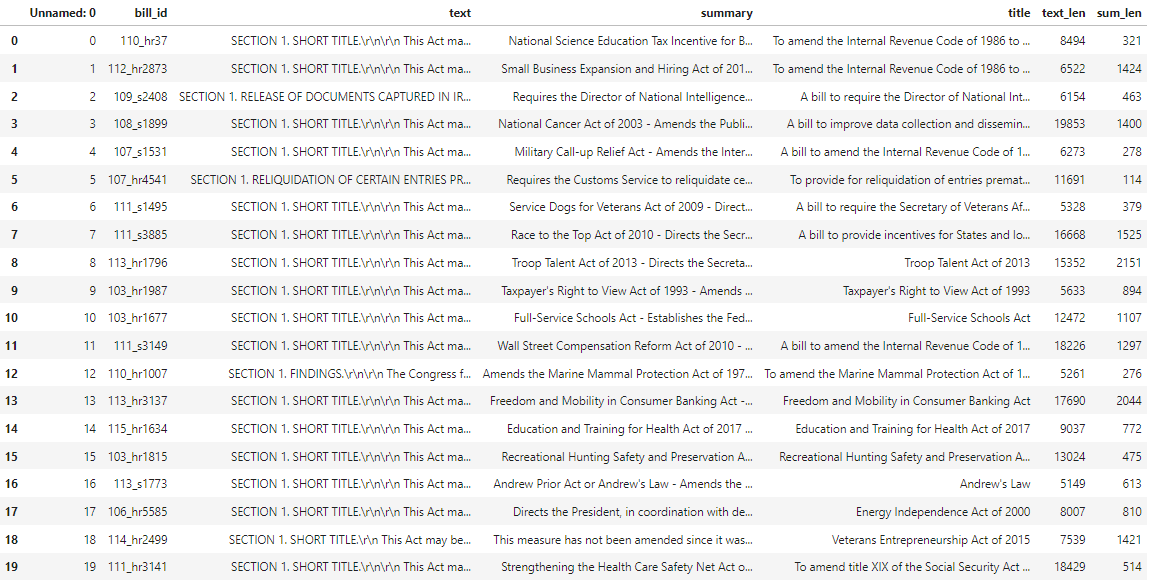 Unnamed: 0 bill_id text summary title text_len sum_len
0 0 110_hr37 SECTION 1. SHORT TITLE.\r\n\r\n This Act ma... National Science Education Tax Incentive for B... To amend the Internal Revenue Code of 1986 to ... 8494 321
1 1 112_hr2873 SECTION 1. SHORT TITLE.\r\n\r\n This Act ma... Small Business Expansion and Hiring Act of 201... To amend the Internal Revenue Code of 1986 to ... 6522 1424
2 2 109_s2408 SECTION 1. RELEASE OF DOCUMENTS CAPTURED IN IR... Requires the Director of National Intelligence... A bill to require the Director of National Int... 6154 463
3 3 108_s1899 SECTION 1. SHORT TITLE.\r\n\r\n This Act ma... National Cancer Act of 2003 - Amends the Publi... A bill to improve data collection and dissemin... 19853 1400
4 4 107_s1531 SECTION 1. SHORT TITLE.\r\n\r\n This Act ma... Military Call-up Relief Act - Amends the Inter... A bill to amend the Internal Revenue Code of 1... 6273 278
5 5 107_hr4541 SECTION 1. RELIQUIDATION OF CERTAIN ENTRIES PR... Requires the Customs Service to reliquidate ce... To provide for reliquidation of entries premat... 11691 114
6 6 111_s1495 SECTION 1. SHORT TITLE.\r\n\r\n This Act ma... Service Dogs for Veterans Act of 2009 - Direct... A bill to require the Secretary of Veterans Af... 5328 379
7 7 111_s3885 SECTION 1. SHORT TITLE.\r\n\r\n This Act ma... Race to the Top Act of 2010 - Directs the Secr... A bill to provide incentives for States and lo... 16668 1525
8 8 113_hr1796 SECTION 1. SHORT TITLE.\r\n\r\n This Act ma... Troop Talent Act of 2013 - Directs the Secreta... Troop Talent Act of 2013 15352 2151
9 9 103_hr1987 SECTION 1. SHORT TITLE.\r\n\r\n This Act ma... Taxpayer's Right to View Act of 1993 - Amends ... Taxpayer's Right to View Act of 1993 5633 894
10 10 103_hr1677 SECTION 1. SHORT TITLE.\r\n\r\n This Act ma... Full-Service Schools Act - Establishes the Fed... Full-Service Schools Act 12472 1107
11 11 111_s3149 SECTION 1. SHORT TITLE.\r\n\r\n This Act ma... Wall Street Compensation Reform Act of 2010 - ... A bill to amend the Internal Revenue Code of 1... 18226 1297
12 12 110_hr1007 SECTION 1. FINDINGS.\r\n\r\n The Congress f... Amends the Marine Mammal Protection Act of 197... To amend the Marine Mammal Protection Act of 1... 5261 276
13 13 113_hr3137 SECTION 1. SHORT TITLE.\r\n\r\n This Act ma... Freedom and Mobility in Consumer Banking Act -... Freedom and Mobility in Consumer Banking Act 17690 2044
14 14 115_hr1634 SECTION 1. SHORT TITLE.\r\n\r\n This Act ma... Education and Training for Health Act of 2017 ... Education and Training for Health Act of 2017 9037 772
15 15 103_hr1815 SECTION 1. SHORT TITLE.\r\n\r\n This Act ma... Recreational Hunting Safety and Preservation A... Recreational Hunting Safety and Preservation A... 13024 475
16 16 113_s1773 SECTION 1. SHORT TITLE.\r\n\r\n This Act ma... Andrew Prior Act or Andrew's Law - Amends the ... Andrew's Law 5149 613
17 17 106_hr5585 SECTION 1. SHORT TITLE.\r\n\r\n This Act ma... Directs the President, in coordination with de... Energy Independence Act of 2000 8007 810
18 18 114_hr2499 SECTION 1. SHORT TITLE.\r\n This Act may be... This measure has not been amended since it was... Veterans Entrepreneurship Act of 2015 7539 1421
19 19 111_hr3141 SECTION 1. SHORT TITLE.\r\n\r\n This Act ma... Strengthening the Health Care Safety Net Act o... To amend title XIX of the Social Security Act ... 18429 514